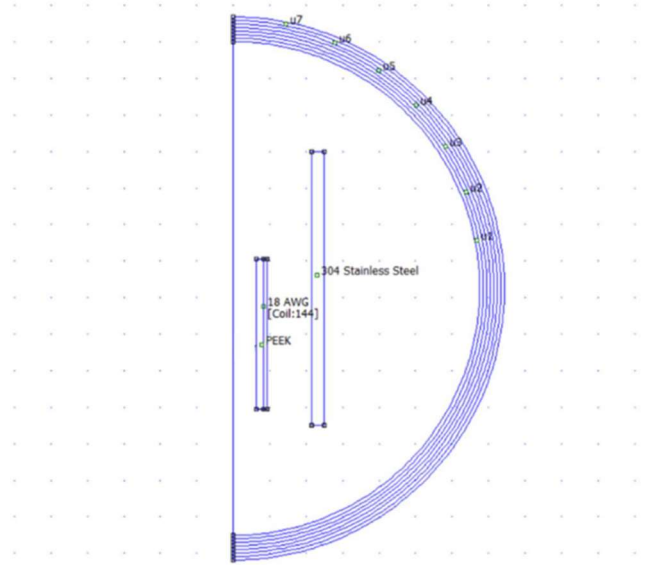 u7
u6
u5
u4
u3
u2
u1
304 Stainless Steel
18 AWG
[Coil:144]
PEEK